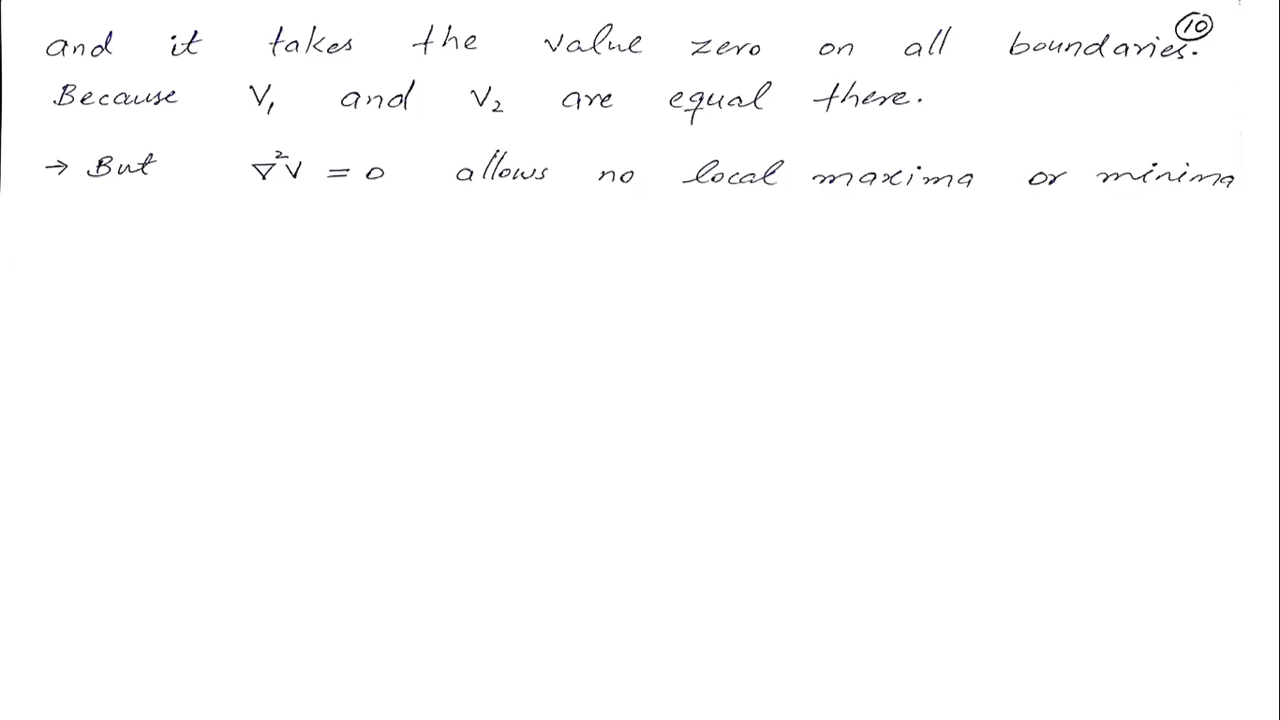 ⑩
and it takes the value zero on all boundaries.
Because V₁ and V₂ are equal there.
→ But ∇²V = 0 allows no local maxima or minima